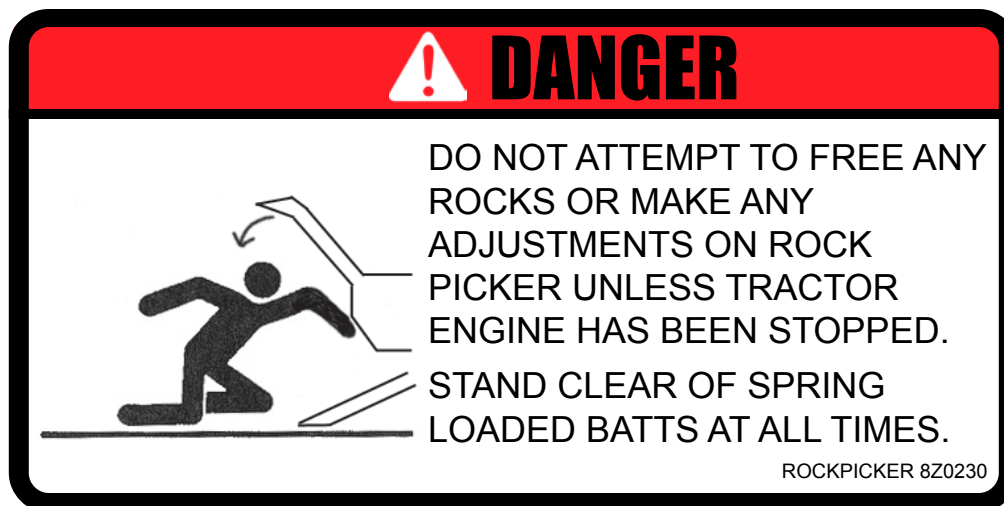 DANGER
DO NOT ATTEMPT TO FREE ANY
ROCKS OR MAKE ANY
ADJUSTMENTS ON ROCK
PICKER UNLESS TRACTOR
ENGINE HAS BEEN STOPPED.
STAND CLEAR OF SPRING
LOADED BATTS AT ALL TIMES.
ROCKPICKER 8Z0230